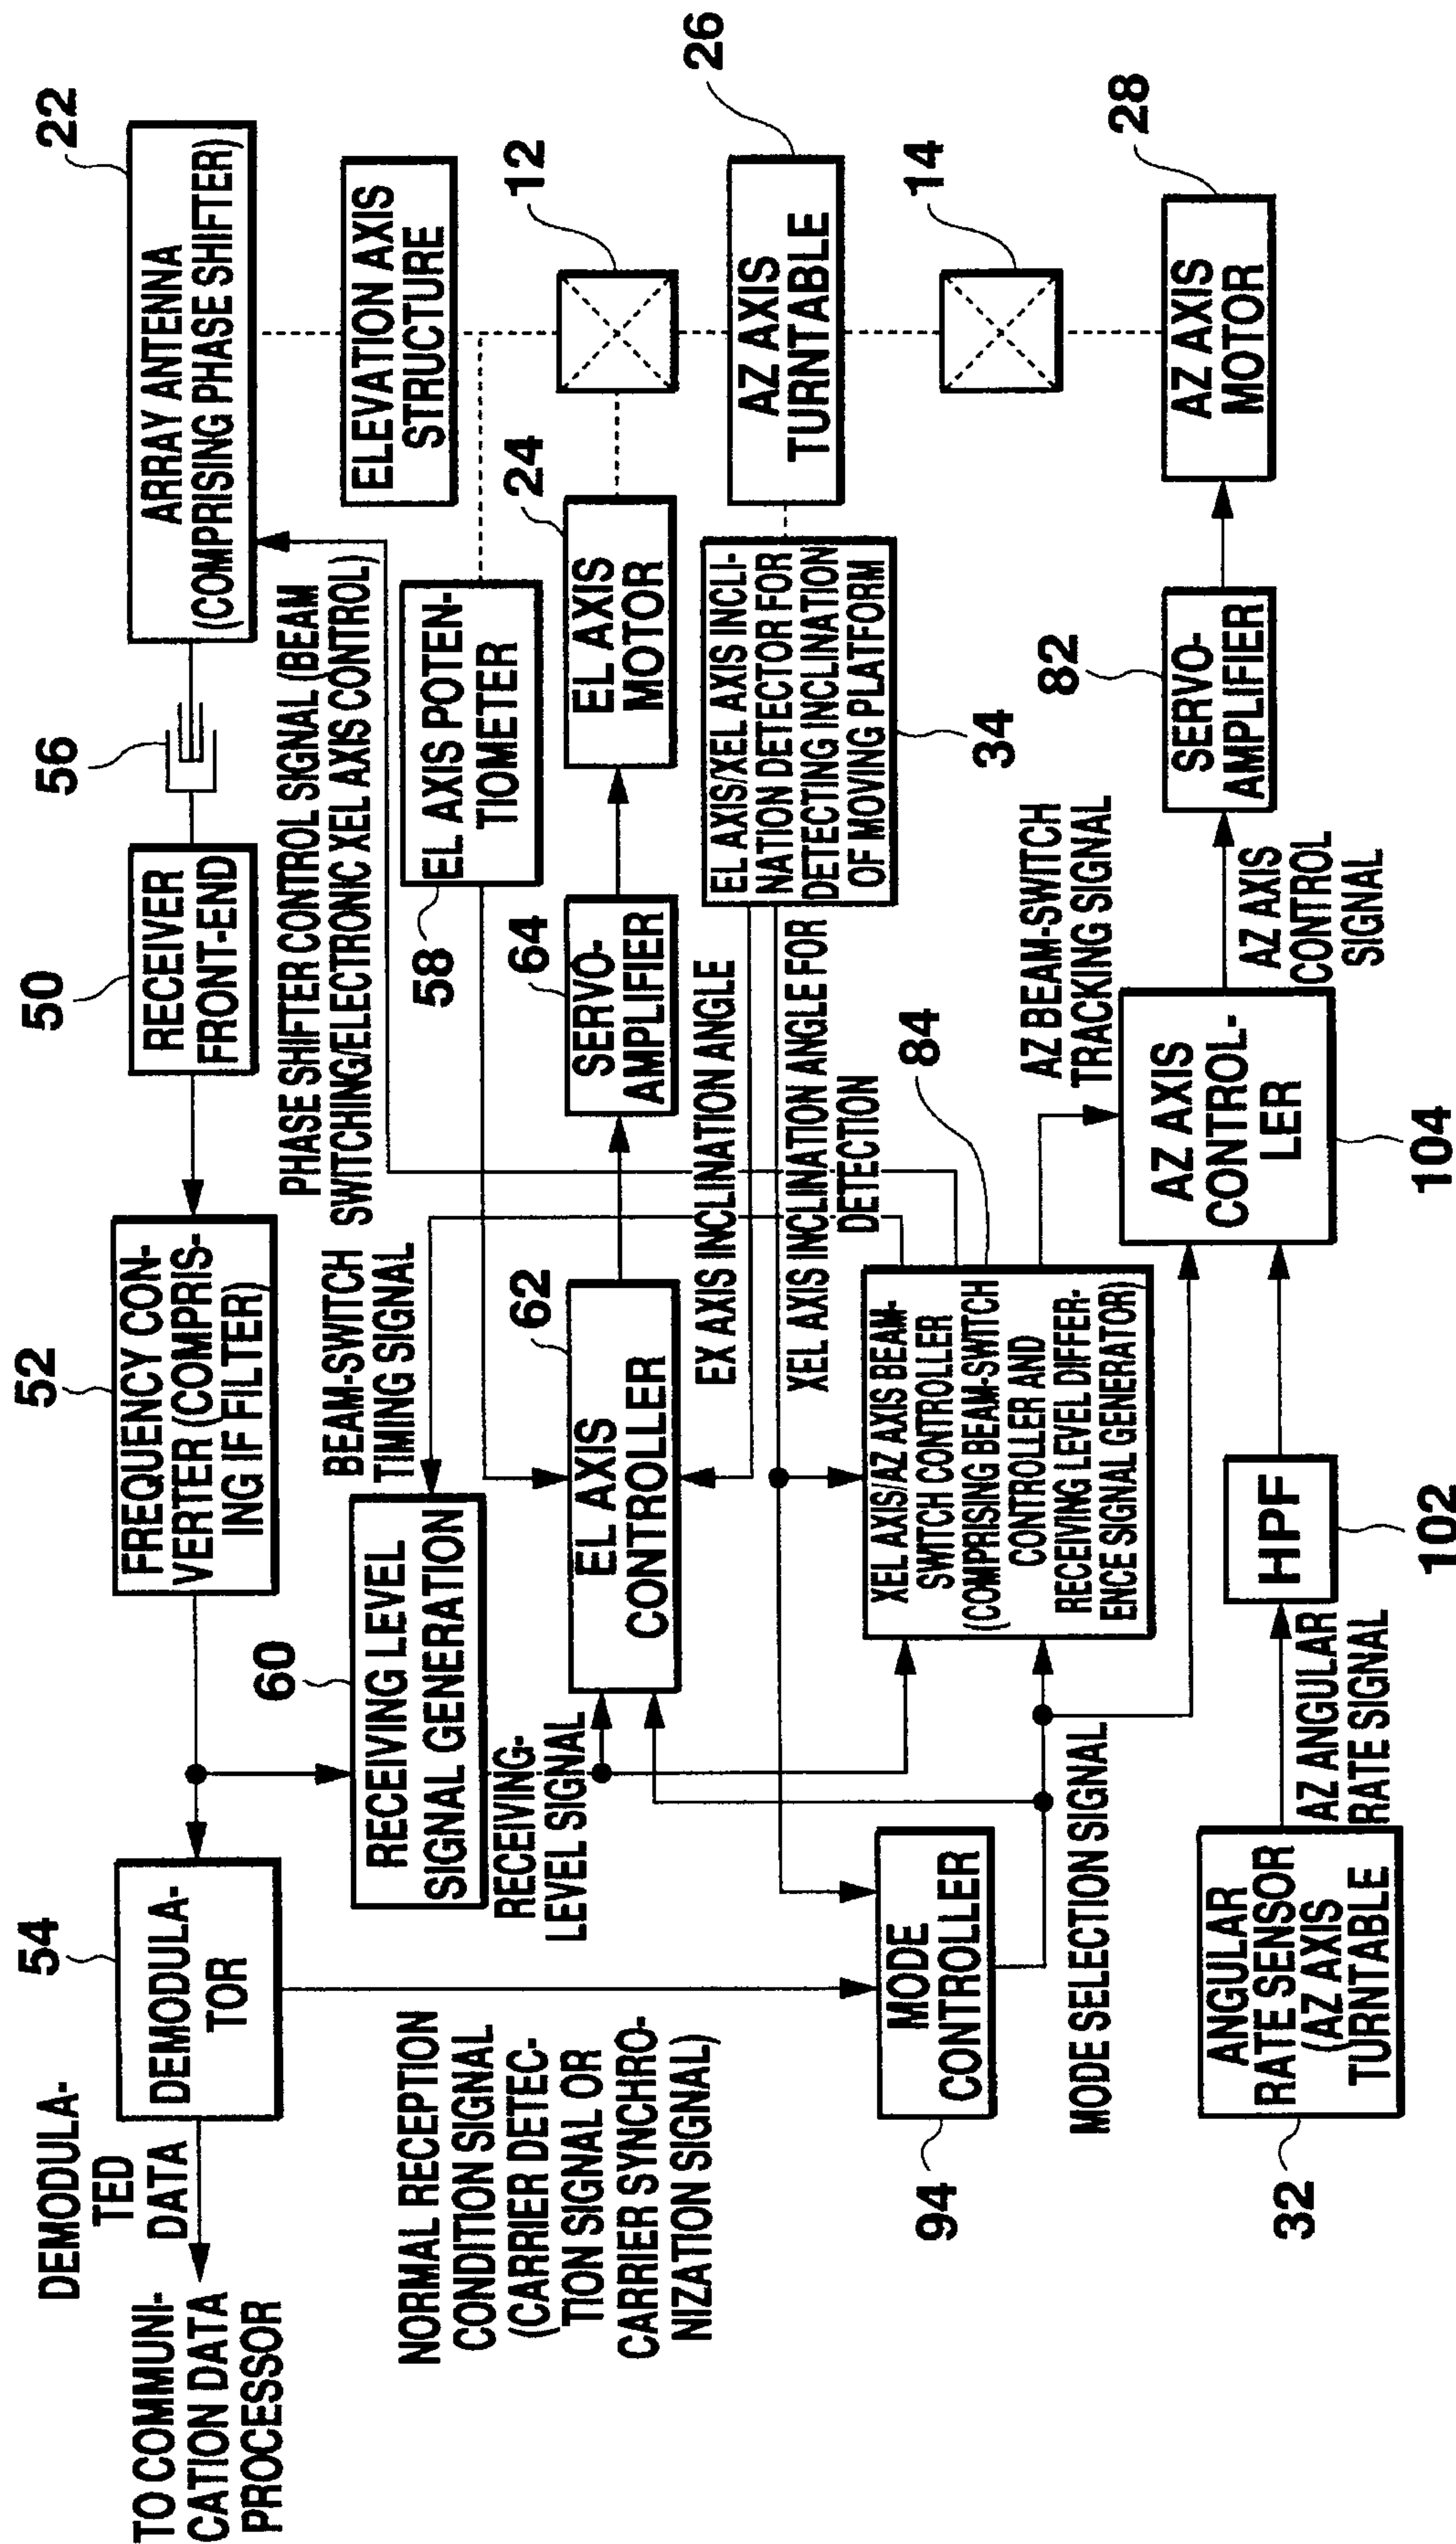 TO COMMUNI-
CATION DATA
PROCESSOR
DEMODULA-
TED
DATA
54
DEMODULA-
TOR
52
FREQUENCY CON-
VERTER (COMPRIS-
ING IF FILTER)
50
RECEIVER
FRONT-END
56
22
ARRAY ANTENNA
(COMPRISING PHASE SHIFTER)
PHASE SHIFTER CONTROL SIGNAL (BEAM
SWITCHING/ELECTRONIC XEL AXIS CONTROL)
ELEVATION AXIS
STRUCTURE
60
RECEIVING LEVEL
SIGNAL GENERATION
BEAM-SWITCH
TIMING SIGNAL
58
EL AXIS POTEN-
TIOMETER
12
NORMAL RECEPTION
CONDITION SIGNAL
(CARRIER DETEC-
TION SIGNAL OR
CARRIER SYNCHRO-
NIZATION SIGNAL)
RECEIVING-
LEVEL SIGNAL
62
EL AXIS
CONTROLLER
64
SERVO-
AMPLIFIER
24
EL AXIS
MOTOR
26
AZ AXIS
TURNTABLE
EX AXIS INCLINATION ANGLE
XEL AXIS INCLINATION ANGLE FOR
DETECTION
EL AXIS/XEL AXIS INCLI-
NATION DETECTOR FOR
DETECTING INCLINATION
OF MOVING PLATFORM
34
14
94
MODE
CONTROLLER
MODE SELECTION SIGNAL
84
XEL AXIS/AZ AXIS BEAM-
SWITCH CONTROLLER
(COMPRISING BEAM-SWITCH
CONTROLLER AND
RECEIVING LEVEL DIFFER-
ENCE SIGNAL GENERATOR)
AZ BEAM-SWITCH
TRACKING SIGNAL
32
ANGULAR
RATE SENSOR
(AZ AXIS
TURNTABLE
AZ ANGULAR
RATE SIGNAL
HPF
102
AZ AXIS
CONTROL-
LER
104
AZ AXIS
CONTROL
SIGNAL
82
SERVO-
AMPLIFIER
28
AZ AXIS
MOTOR